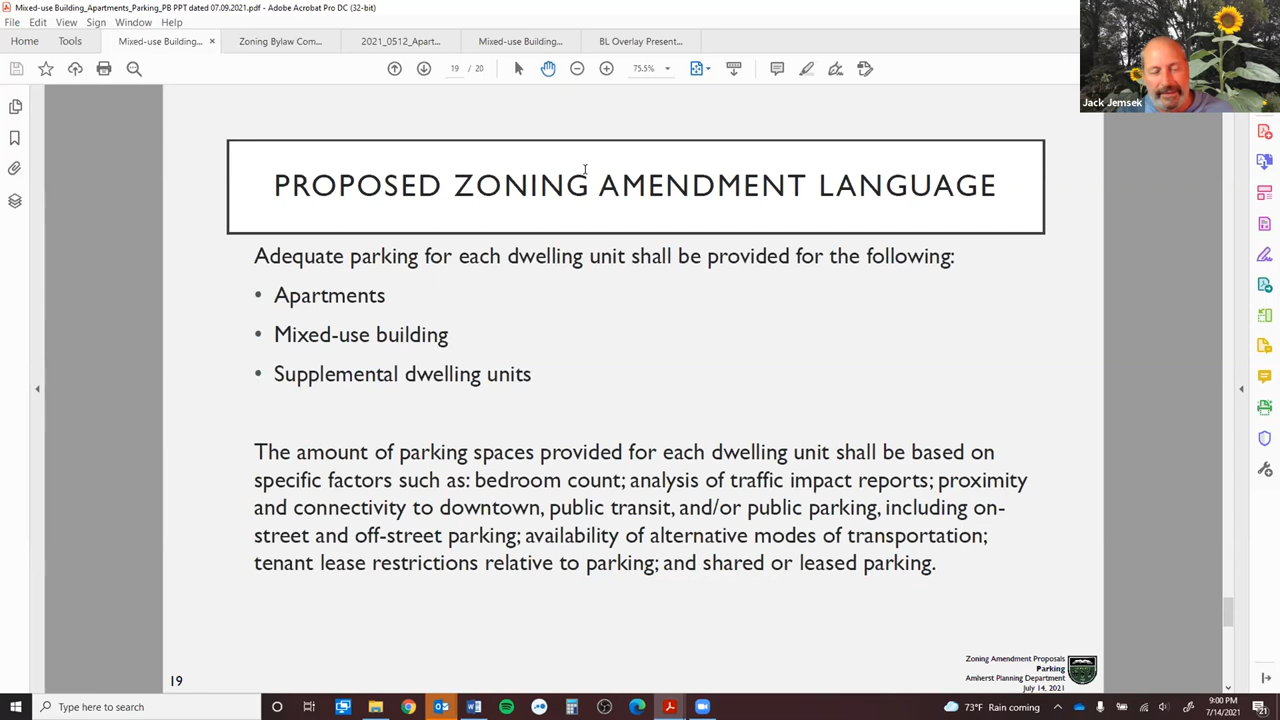 Mixed-use Building_Apartments_Parking_PB PPT dated 07.09.2021.pdf - Adobe Acrobat Pro DC (32-bit)
File Edit View Sign Window Help
Home Tools Mixed-use Building... × Zoning Bylaw Com... 2021_0512_Apart... Mixed-use Building... BL Overlay Present...
19 / 20 75.5%
Jack Jemsek
PROPOSED ZONING AMENDMENT LANGUAGE
Adequate parking for each dwelling unit shall be provided for the following:
• Apartments
• Mixed-use building
• Supplemental dwelling units
The amount of parking spaces provided for each dwelling unit shall be based on
specific factors such as: bedroom count; analysis of traffic impact reports; proximity
and connectivity to downtown, public transit, and/or public parking, including on-
street and off-street parking; availability of alternative modes of transportation;
tenant lease restrictions relative to parking; and shared or leased parking.
Zoning Amendment Proposals
Parking
Amherst Planning Department
July 14, 2021
19
Type here to search
73°F Raining coming
9:00 PM
7/14/2021
21